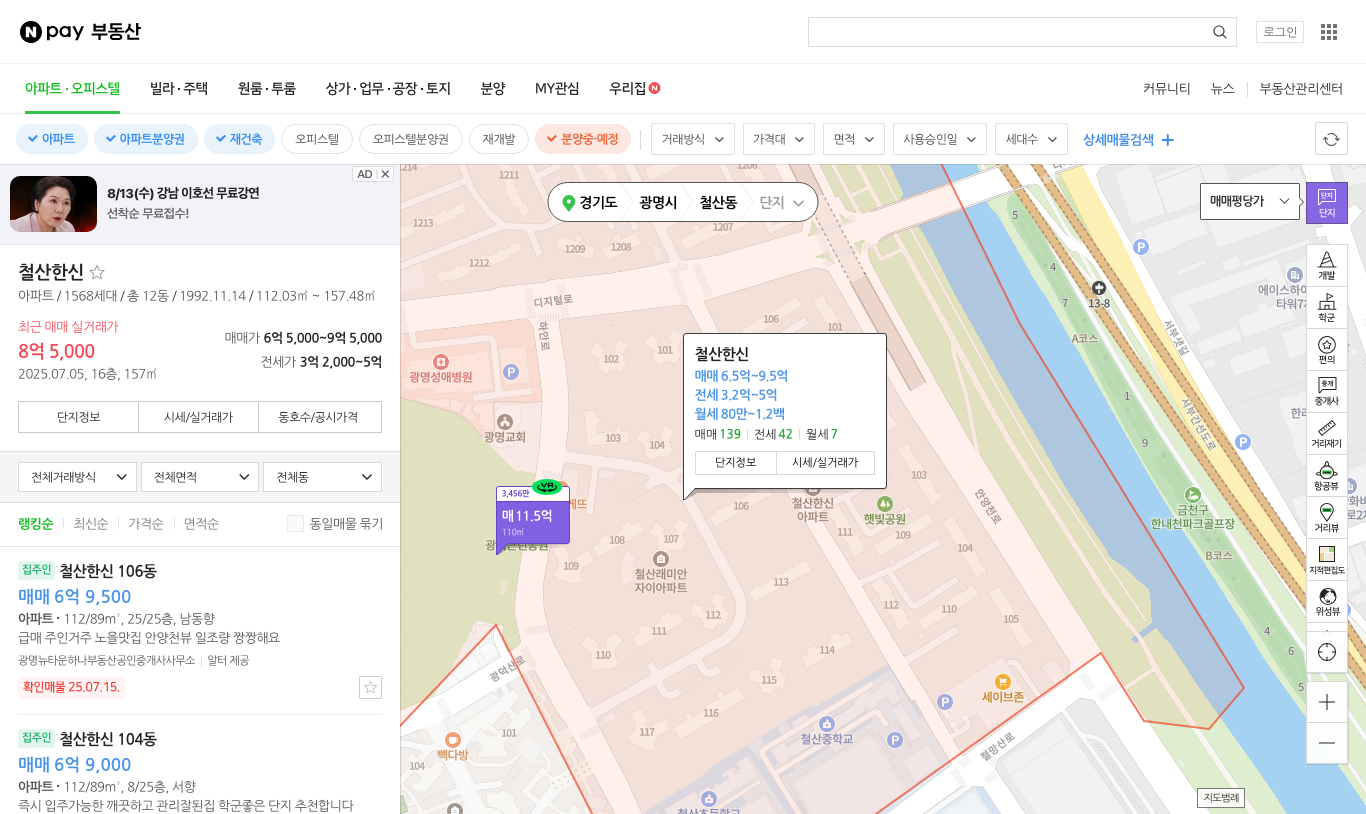 N pay 부동산
로그인
아파트·오피스텔
빌라·주택
원룸·투룸
상가·업무·공장·토지
분양
MY관심
우리집 N
커뮤니티
뉴스
부동산관리센터
아파트
아파트분양권
재건축
오피스텔
오피스텔분양권
재개발
분양중·예정
거래방식
가격대
면적
사용승인일
세대수
상세매물검색
AD
8/13(수) 강남 이호선 무료강연
선착순 무료접수!
철산한신
아파트 / 1568세대 / 총 12동 / 1992.11.14 / 112.03㎡ ~ 157.48㎡
최근 매매 실거래가
8억 5,000
2025.07.05, 16층, 157㎡
매매가 6억 5,000~9억 5,000
전세가 3억 2,000~5억
단지정보
시세/실거래가
동호수/공시가격
전체거래방식
전체면적
전체동
랭킹순
최신순
가격순
면적순
동일매물 묶기
집주인 철산한신 106동
매매 6억 9,500
아파트 · 112/89m², 25/25층, 남동향
급매 주인거주 노을맛집 안양천뷰 일조량 짱짱해요
광명뉴타운하나부동산공인중개사사무소
알터 제공
확인매물 25.07.15.
집주인 철산한신 104동
매매 6억 9,000
아파트 · 112/89m², 8/25층, 서향
즉시 입주가능한 깨끗하고 관리잘된집 학군좋은 단지 추천합니다
경기도
광명시
철산동
단지
매매평당가
단지
단지
개발
학군
편의
중개
중개사
거리재기
항공뷰
거리뷰
지적편집도
위성뷰
지도범례
철산한신
매매 6.5억~9.5억
전세 3.2억~5억
월세 80만~1.2백
매매 139
전세 42
월세 7
단지정보
시세/실거래가
3,456만
VR
매 11.5억
110㎡
1214
1211
1210
1206
1213
1209
1208
1207
1212
디지털로
하안로
106
101
102
101
광명성애병원
P
광명교회
103
104
103
106
철산한신
아파트
햇빛공원
111
109
104
108
107
109
철산래미안
자이아파트
113
112
112
110
105
111
110
114
115
116
117
광덕산로
빽다방
104
철산중학교
P
P
P
세이브존
철망산로
철산초등학교
안양천로
5
4
7
13-8
A코스
1
9
금천구
한내천파크골프장
B코스
4
6
5
서부샛길
서부간선도로
P
P
에이스하이